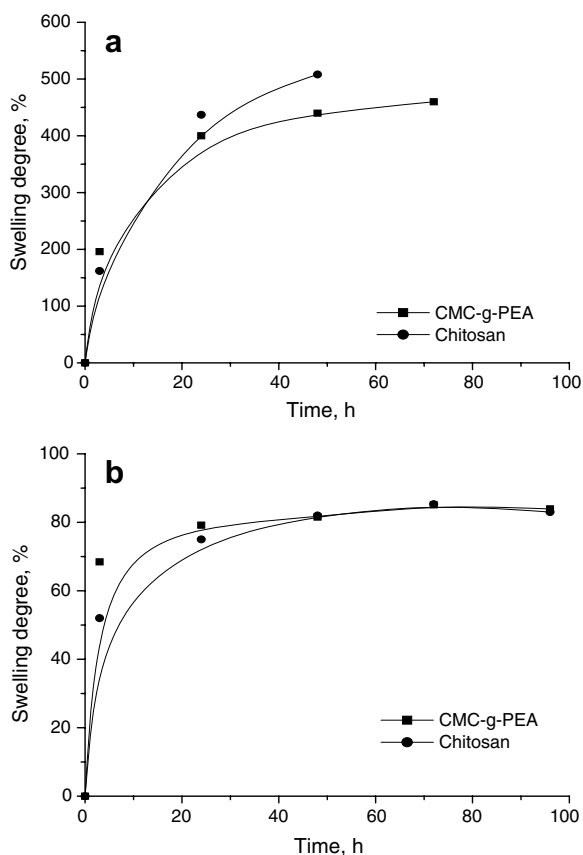 a
600
500
400
300
200
100
0
Swelling degree, %
CMC-g-PEA
Chitosan
0 20 40 60 80 100
Time, h
b
100
80
60
40
20
0
Swelling degree, %
CMC-g-PEA
Chitosan
0 20 40 60 80 100
Time, h